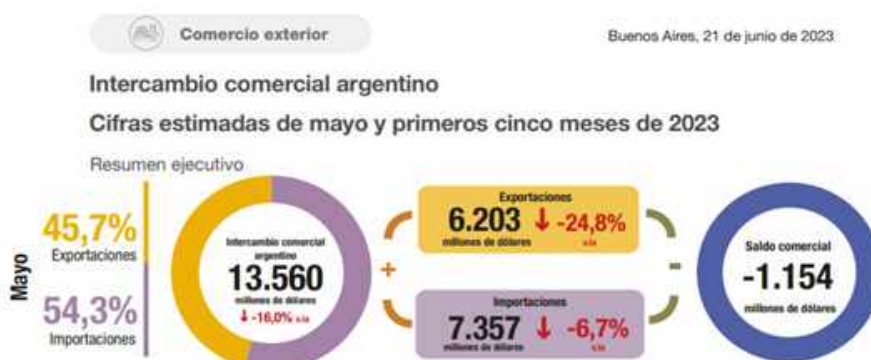 Comercio exterior
Buenos Aires, 21 de junio de 2023
Intercambio comercial argentino
Cifras estimadas de mayo y primeros cinco meses de 2023
Resumen ejecutivo
Mayo
45,7%
Exportaciones
54,3%
Importaciones
Intercambio comercial
argentino
13.560
millones de dólares
↓ -16,0% v.ia
+
Exportaciones
6.203 ↓ -24,8%
millones de dólares v.ia
Importaciones
7.357 ↓ -6,7%
millones de dólares v.ia
-
Saldo comercial
-1.154
millones de dólares